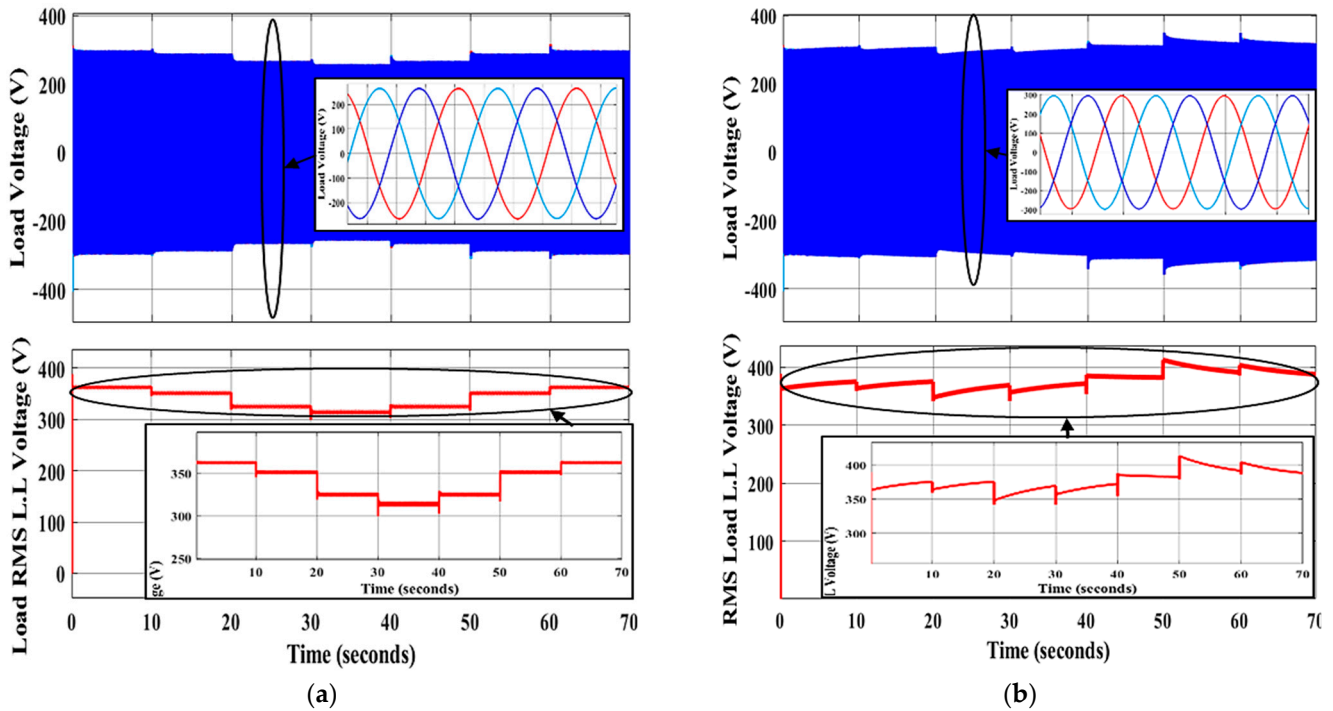 400
200
0
-200
-400
Load Voltage (V)
200
100
0
-100
-200
Load Voltage (V)
400
300
200
100
0
Load RMS L.L Voltage (V)
350
300
250
ge (V)
10 20 30 40 50 60 70
Time (seconds)
0 10 20 30 40 50 60 70
Time (seconds)
(a)
400
200
0
-200
-400
Load Voltage (V)
300
200
100
0
-100
-200
-300
Load Voltage (V)
400
300
200
100
RMS Load L.L Voltage (V)
400
350
300
L Voltage (V)
10 20 30 40 50 60 70
Time (seconds)
0 10 20 30 40 50 60 70
Time (seconds)
(b)